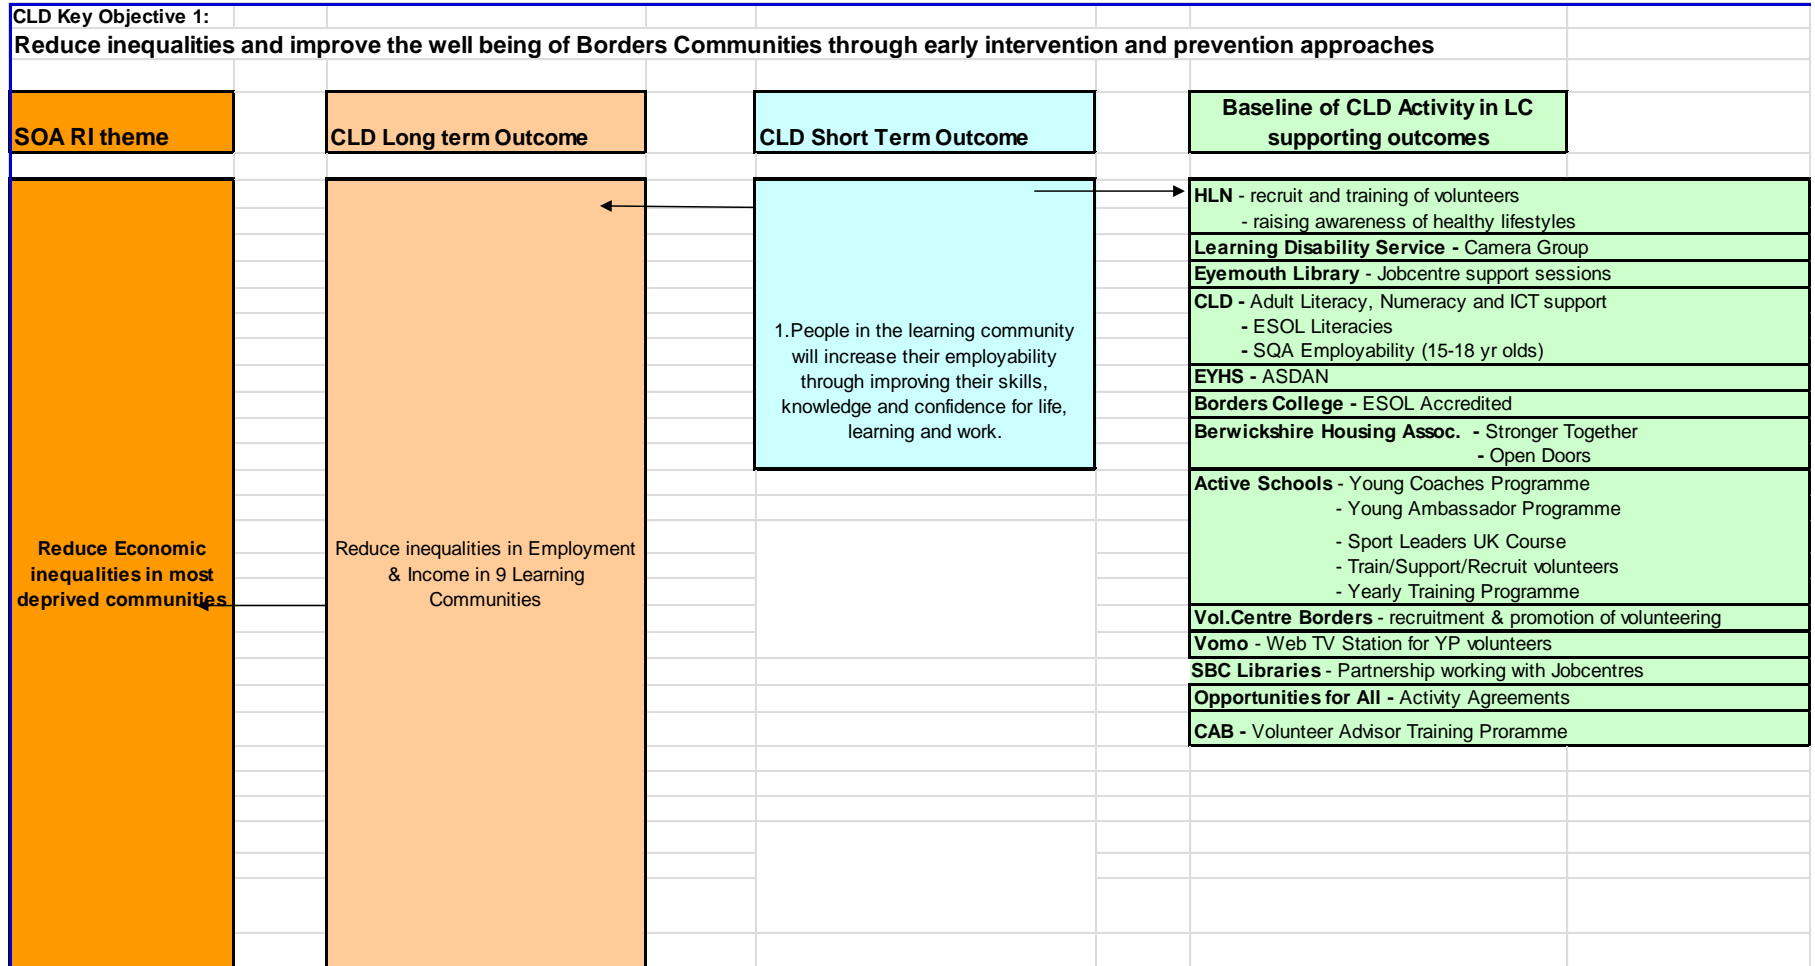 CLD Key Objective 1:
Reduce inequalities and improve the well being of Borders Communities through early intervention and prevention approaches
SOA RI theme
CLD Long term Outcome
CLD Short Term Outcome
Baseline of CLD Activity in LC
supporting outcomes
Reduce Economic
inequalities in most
deprived communities
Reduce inequalities in Employment
& Income in 9 Learning
Communities
1.People in the learning community
will increase their employability
through improving their skills,
knowledge and confidence for life,
learning and work.
HLN - recruit and training of volunteers
- raising awareness of healthy lifestyles
Learning Disability Service - Camera Group
Eyemouth Library - Jobcentre support sessions
CLD - Adult Literacy, Numeracy and ICT support
- ESOL Literacies
- SQA Employability (15-18 yr olds)
EYHS - ASDAN
Borders College - ESOL Accredited
Berwickshire Housing Assoc. - Stronger Together
- Open Doors
Active Schools - Young Coaches Programme
- Young Ambassador Programme
- Sport Leaders UK Course
- Train/Support/Recruit volunteers
- Yearly Training Programme
Vol.Centre Borders - recruitment & promotion of volunteering
Vomo - Web TV Station for YP volunteers
SBC Libraries - Partnership working with Jobcentres
Opportunities for All - Activity Agreements
CAB - Volunteer Advisor Training Proramme